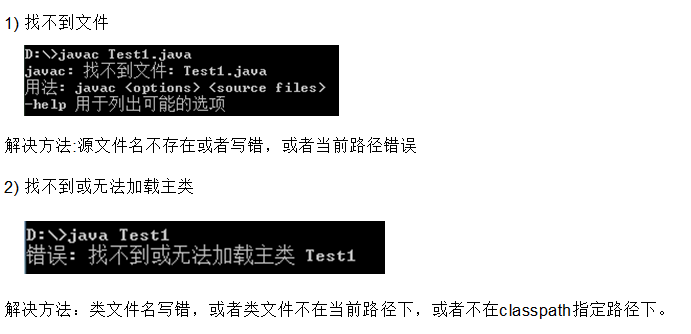 1) 找不到文件
D:\>javac Test1.java
javac: 找不到文件: Test1.java
用法: javac <options> <source files>
-help 用于列出可能的选项
解决方法:源文件名不存在或者写错，或者当前路径错误
2) 找不到或无法加载主类
D:\>java Test1
错误: 找不到或无法加载主类 Test1
解决方法：类文件名写错，或者类文件不在当前路径下，或者不在classpath指定路径下。